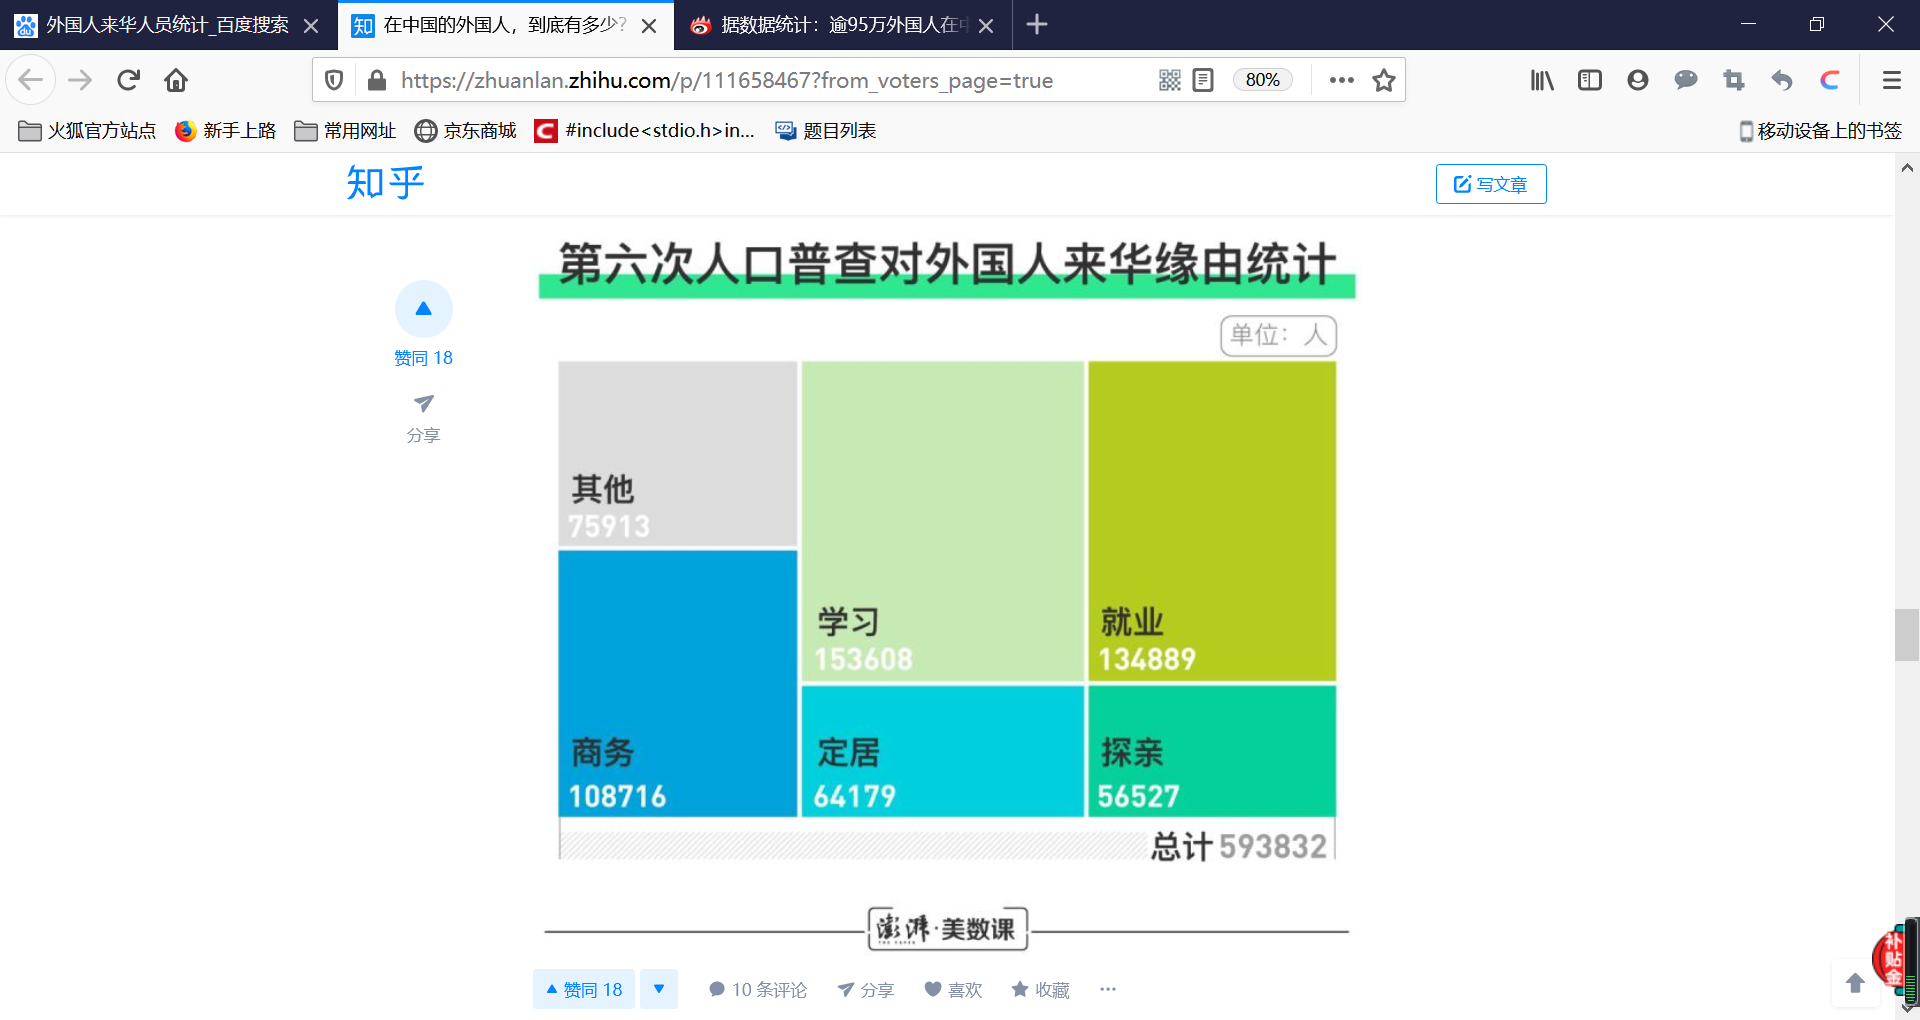 外国人来华人员统计_百度搜索
在中国的外国人，到底有多少?
据数据统计：逾95万外国人在中
https://zhuanlan.zhihu.com/p/111658467?from_voters_page=true
80%
火狐官方站点
新手上路
常用网址
京东商城
#include<stdio.h>in...
题目列表
移动设备上的书签
知乎
写文章
赞同 18
分享
第六次人口普查对外国人来华缘由统计
单位：人
其他
75913
学习
153608
就业
134889
商务
108716
定居
64179
探亲
56527
总计 593832
澎湃·美数课
赞同 18
10 条评论
分享
喜欢
收藏
补贴金